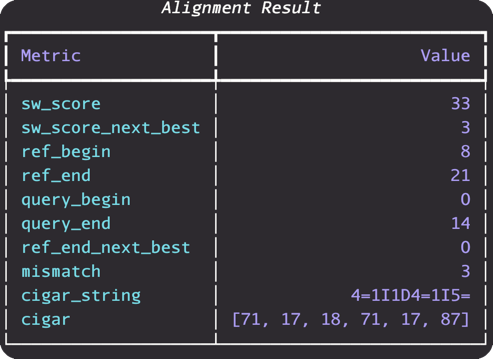 Alignment Result
Metric Value
sw_score 33
sw_score_next_best 3
ref_begin 8
ref_end 21
query_begin 0
query_end 14
ref_end_next_best 0
mismatch 3
cigar_string 4=1I1D4=1I5=
cigar [71, 17, 18, 71, 17, 87]